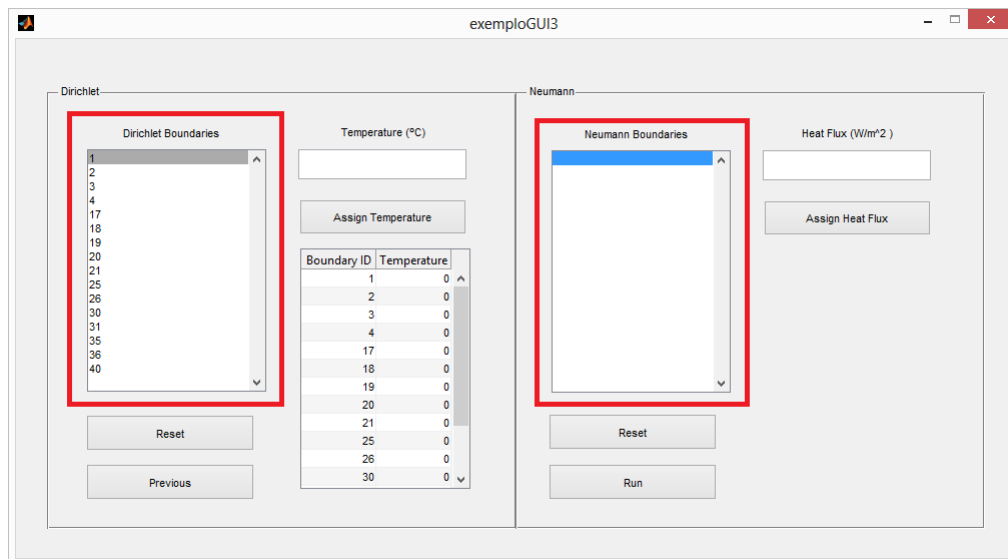 exemploGUI3
Dirichlet
Dirichlet Boundaries
1
2
3
4
17
18
19
20
21
25
26
30
31
35
36
40
Reset
Previous
Temperature (ºC)
Assign Temperature
Boundary ID Temperature
1 0
2 0
3 0
4 0
17 0
18 0
19 0
20 0
21 0
25 0
26 0
30 0
Neumann
Neumann Boundaries
Reset
Run
Heat Flux (W/m^2 )
Assign Heat Flux